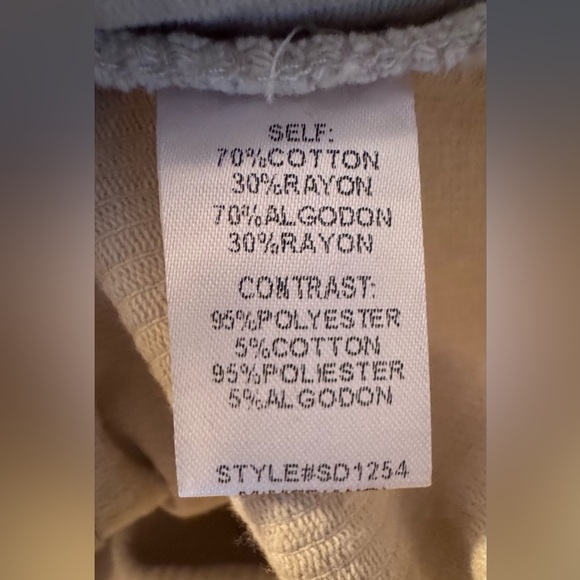 SELF:
70%COTTON
30%RAYON
70%ALGODON
30%RAYON
CONTRAST:
95%POLYESTER
5%COTTON
95%POLIESTER
5%ALGODON
STYLE#SD1254